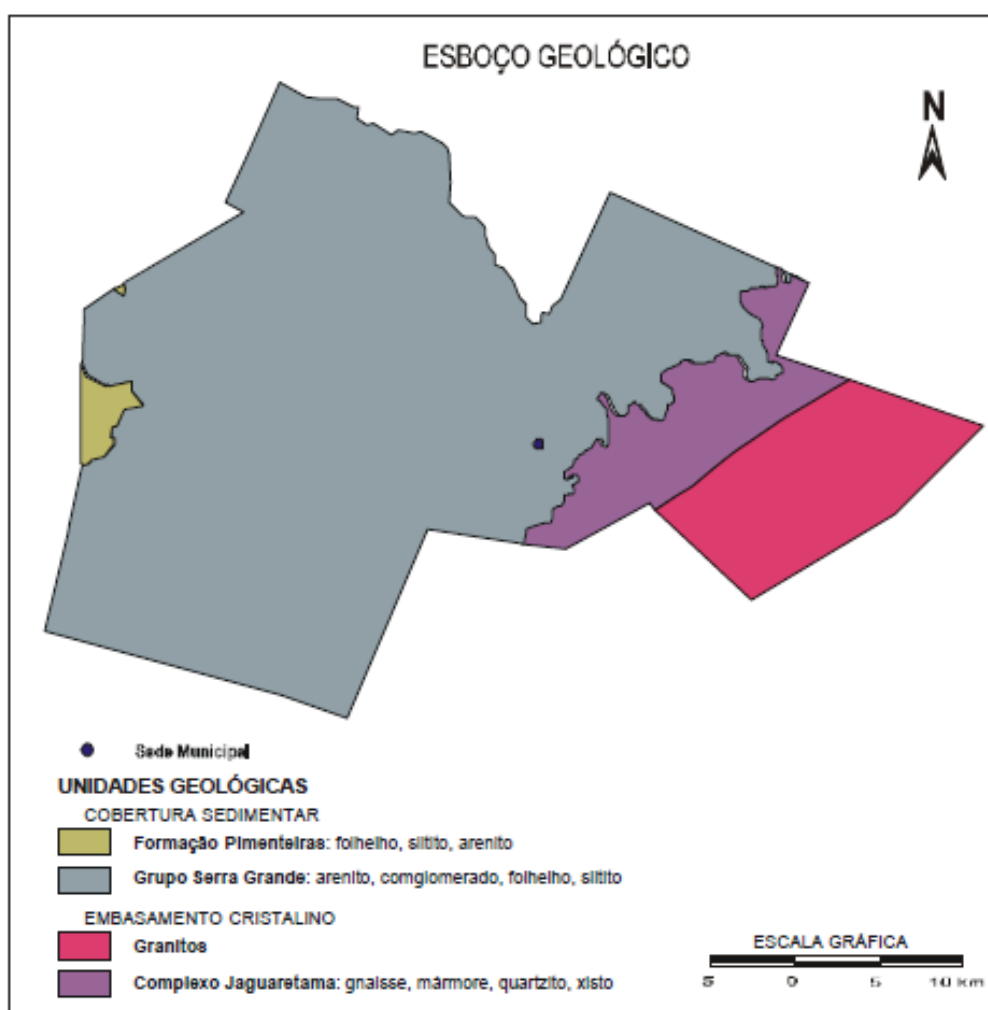 ESBOÇO GEOLÓGICO
N
Sede Municipal
UNIDADES GEOLÓGICAS
COBERTURA SEDIMENTAR
Formação Pimenteiras: folhelho, siltito, arenito
Grupo Serra Grande: arenito, comglomerado, folhelho, siltito
EMBASAMENTO CRISTALINO
Granitos
Complexo Jaguaretama: gnaisse, mármore, quartzito, xisto
ESCALA GRÁFICA
5 0 5 10 km